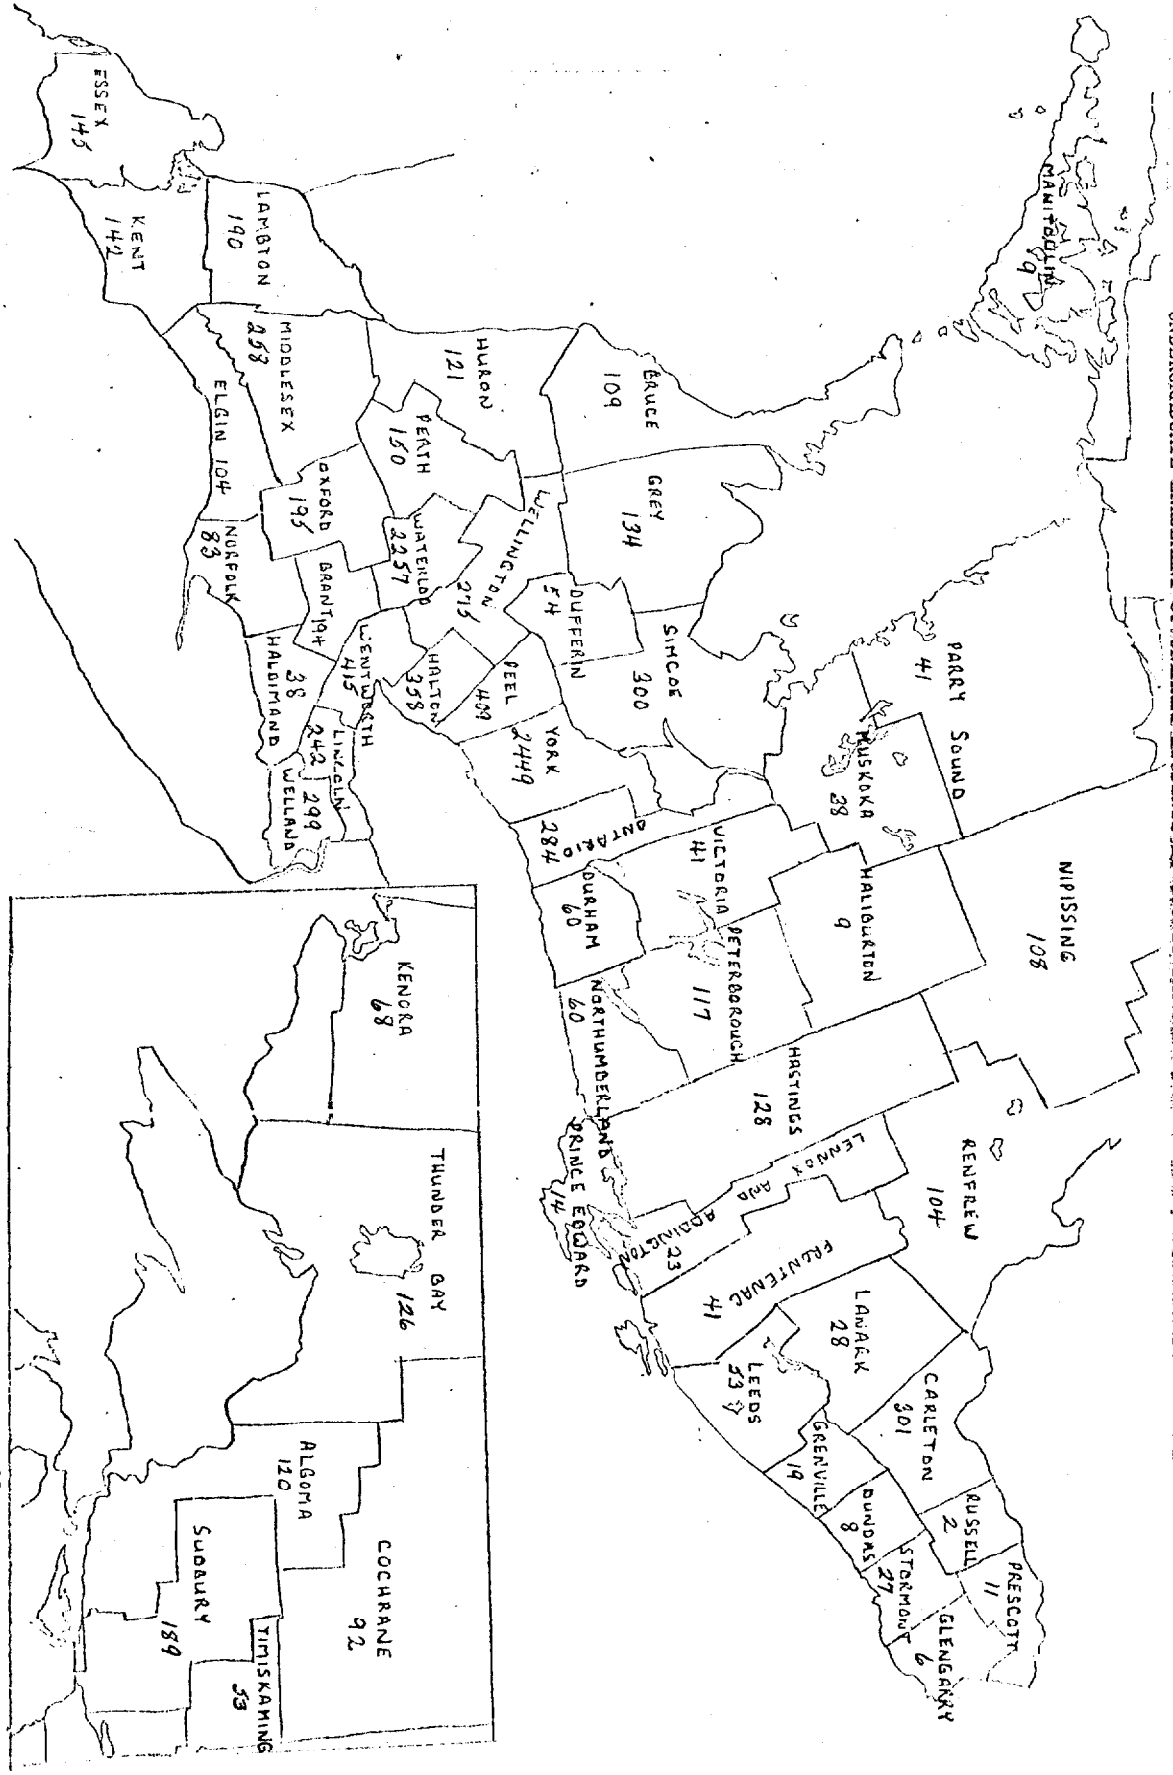 MANITOULIN
9
PARRY SOUND
41
NIPISSING
108
MUSKOKA
38
HALIBURTON
9
RENFREW
104
BRUCE
109
GREY
134
SIMCOE
300
DUFFERIN
54
HURON
121
PERTH
150
WELLINGTON
275
WATERLOO
2257
HALTON
358
PEEL
409
YORK
2449
ONTARIO
284
VICTORIA
41
PETERBOROUGH
117
DURHAM
60
NORTHUMBERLAND
60
HASTINGS
128
PRINCE EDWARD
14
LENNOX AND ADDINGTON
23
FRONTENAC
41
LANARK
28
LEEDS
53
CARLETON
301
GRENVILLE
19
DUNDAS
8
RUSSELL
2
STORMONT
27
PRESCOTT
11
GLENGARRY
6
LAMBTON
190
ESSEX
145
KENT
142
MIDDLESEX
258
ELGIN 104
OXFORD
195
NORFOLK
83
BRANT 194
WENTWORTH
415
HALDIMAND
38
LINCOLN
242
WELLAND
299
KENORA
68
THUNDER BAY
126
COCHRANE
92
ALGOMA
120
SUDBURY
189
TIMISKAMING
53